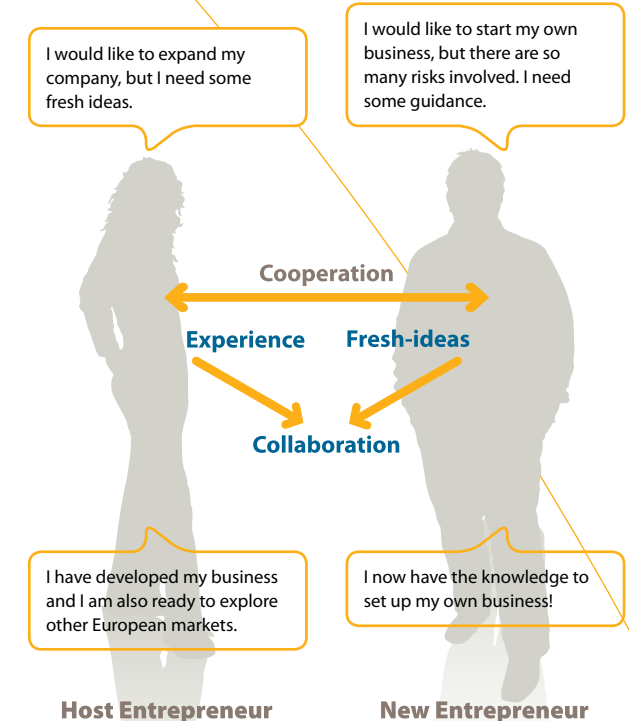 I would like to expand my
company, but I need some
fresh ideas.
I would like to start my own
business, but there are so
many risks involved. I need
some guidance.
Cooperation
Experience
Fresh-ideas
Collaboration
I have developed my business
and I am also ready to explore
other European markets.
I now have the knowledge to
set up my own business!
Host Entrepreneur
New Entrepreneur